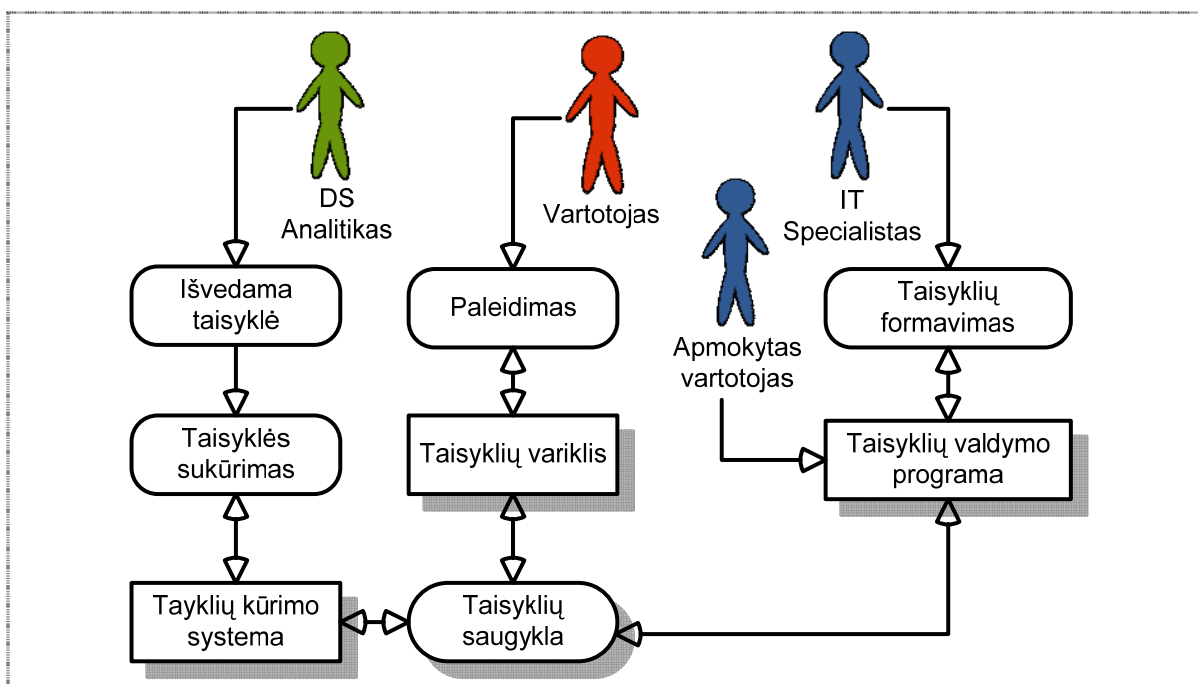 DS
Analitikas
Vartotojas
IT
Specialistas
Apmokytas
vartotojas
Išvedama
taisyklė
Paleidimas
Taisyklių
formavimas
Taisyklės
sukūrimas
Taisyklių variklis
Taisyklių valdymo
programa
Tayklių kūrimo
systema
Taisyklių
saugykla